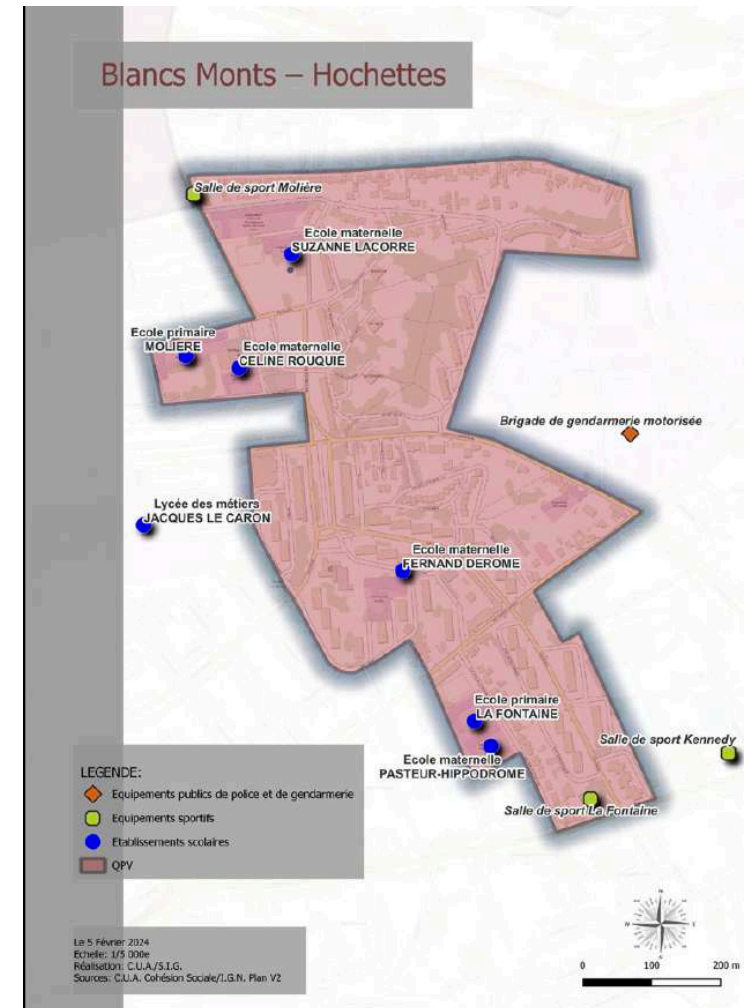 Blancs Monts – Hochettes
Salle de sport Molière
Ecole maternelle
SUZANNE LACORRE
Ecole primaire
MOLIERE
Ecole maternelle
CELINE ROUQUIE
Brigade de gendarmerie motorisée
Lycée des métiers
JACQUES LE CARON
Ecole maternelle
FERNAND DEROME
Ecole primaire
LA FONTAINE
Ecole maternelle
PASTEUR-HIPPODROME
Salle de sport Kennedy
Salle de sport La Fontaine
LEGENDE:
Equipements publics de police et de gendarmerie
Equipements sportifs
Etablissements scolaires
QPV
Le 5 Février 2024
Echelle: 1/5 000e
Réalisation: C.U.A./S.I.G.
Sources: C.U.A. Cohésion Sociale/I.G.N. Plan V2
0 100 200 m